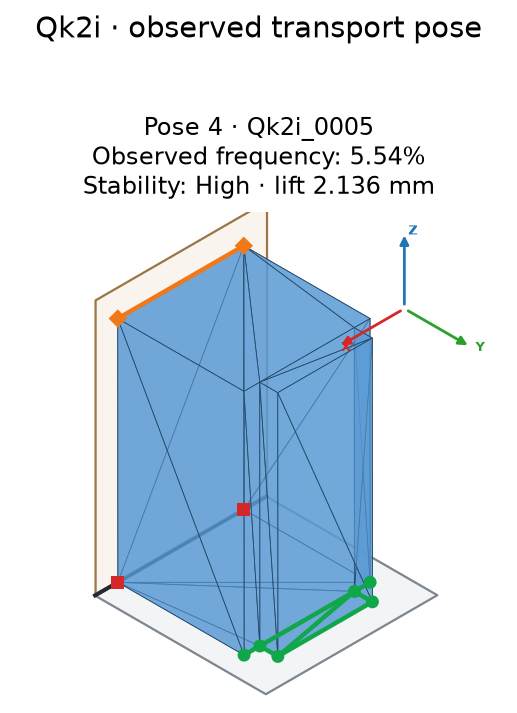 Qk2i · observed transport pose
Pose 4 · Qk2i_0005
Observed frequency: 5.54%
Stability: High · lift 2.136 mm
Z
X
Y